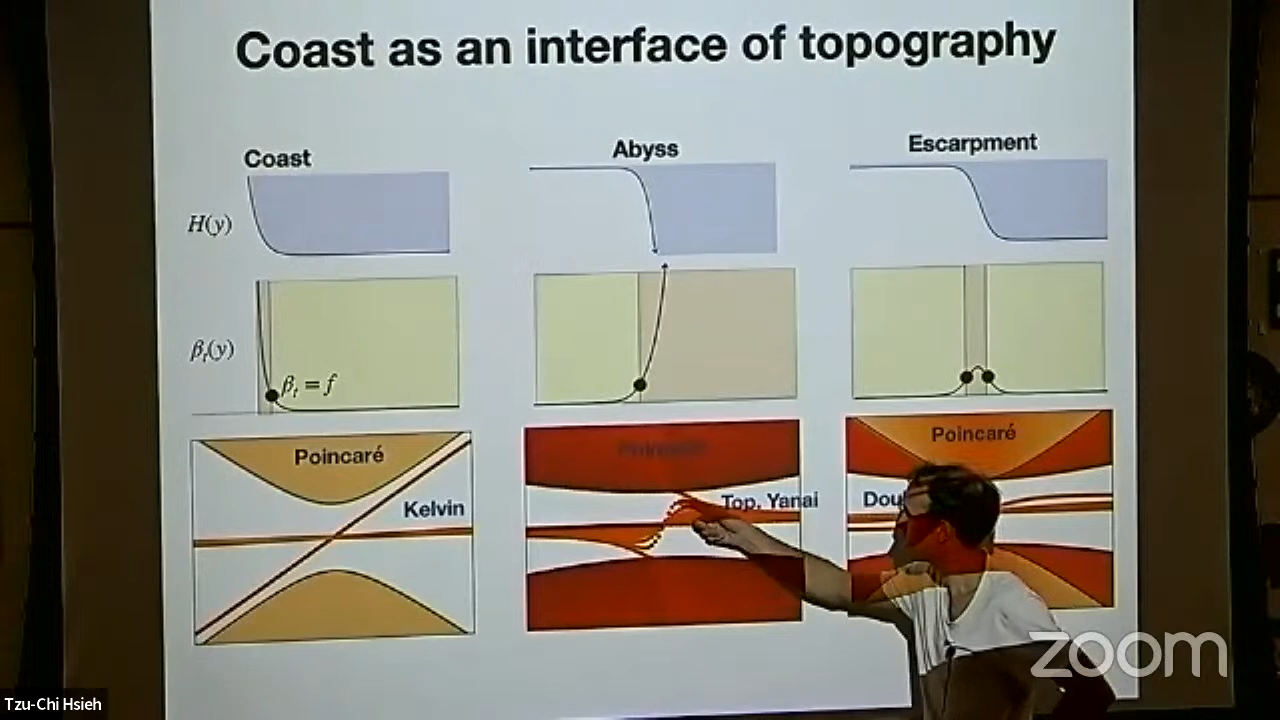 Coast as an interface of topography
Coast
Abyss
Escarpment
H(y)
βₜ(y)
βₜ = f
Poincaré
Kelvin
Top. Yanai
Poincaré
zoom
Tzu-Chi Hsieh